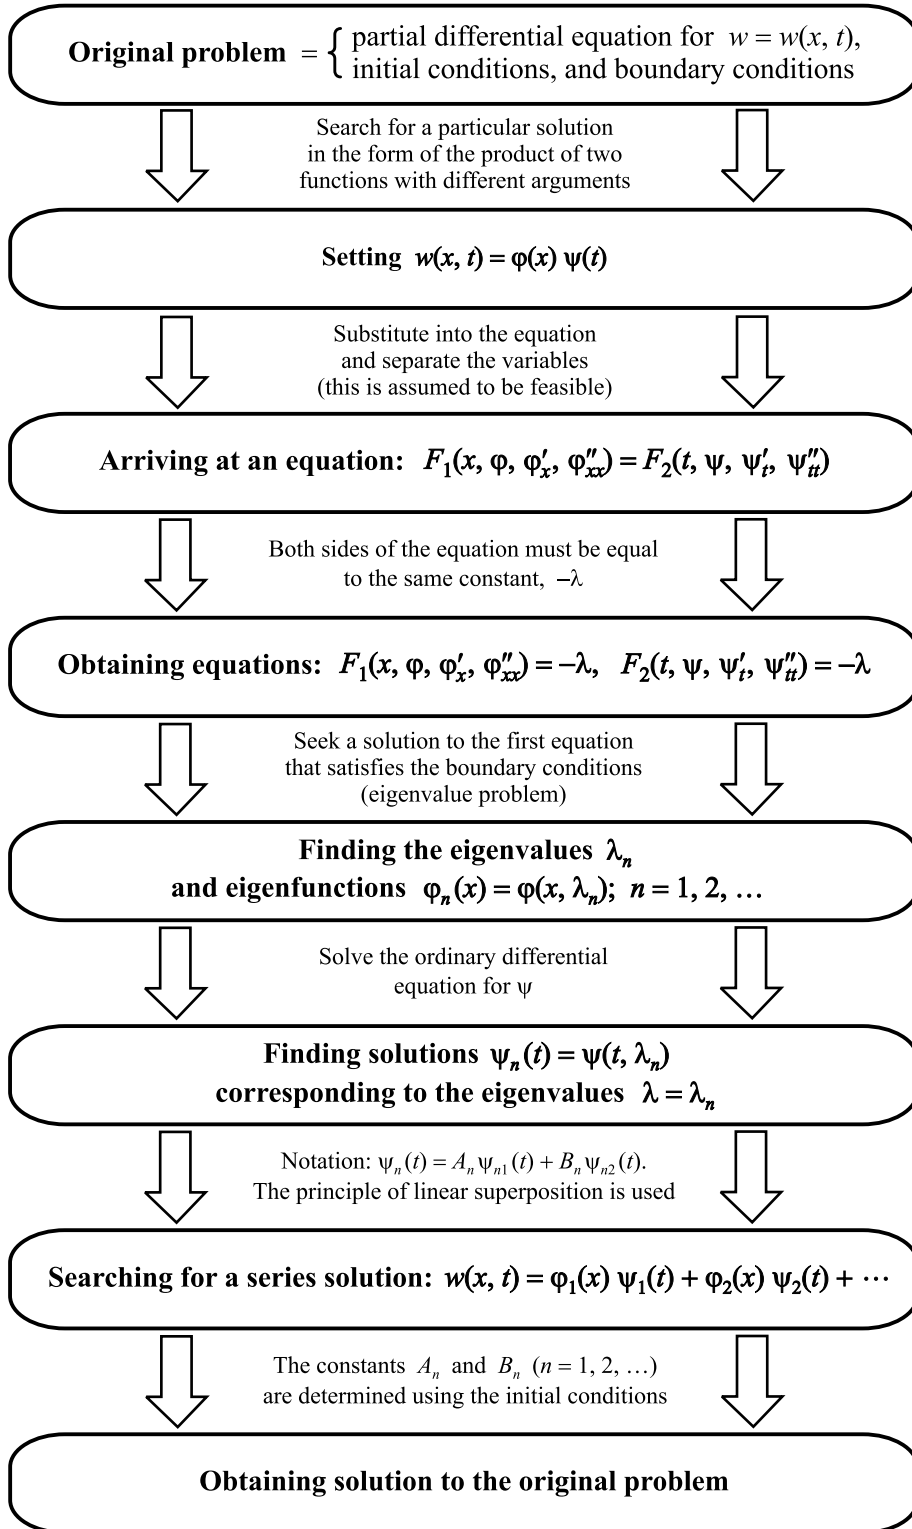 Original problem = { partial differential equation for w = w(x, t),
initial conditions, and boundary conditions
Search for a particular solution
in the form of the product of two
functions with different arguments
Setting w(x, t) = φ(x) ψ(t)
Substitute into the equation
and separate the variables
(this is assumed to be feasible)
Arriving at an equation: F₁(x, φ, φ′ₓ, φ″ₓₓ) = F₂(t, ψ, ψ′ₜ, ψ″ₜₜ)
Both sides of the equation must be equal
to the same constant, −λ
Obtaining equations: F₁(x, φ, φ′ₓ, φ″ₓₓ) = −λ, F₂(t, ψ, ψ′ₜ, ψ″ₜₜ) = −λ
Seek a solution to the first equation
that satisfies the boundary conditions
(eigenvalue problem)
Finding the eigenvalues λₙ
and eigenfunctions φₙ(x) = φ(x, λₙ); n = 1, 2, …
Solve the ordinary differential
equation for ψ
Finding solutions ψₙ(t) = ψ(t, λₙ)
corresponding to the eigenvalues λ = λₙ
Notation: ψₙ(t) = Aₙ ψₙ₁(t) + Bₙ ψₙ₂(t).
The principle of linear superposition is used
Searching for a series solution: w(x, t) = φ₁(x) ψ₁(t) + φ₂(x) ψ₂(t) + ⋯
The constants Aₙ and Bₙ (n = 1, 2, …)
are determined using the initial conditions
Obtaining solution to the original problem